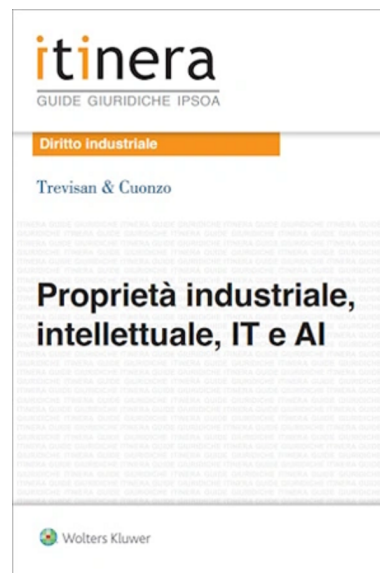 itinera
GUIDE GIURIDICHE IPSOA
Diritto industriale
Trevisan & Cuonzo
Proprietà industriale,
intellettuale, IT e AI
Wolters Kluwer